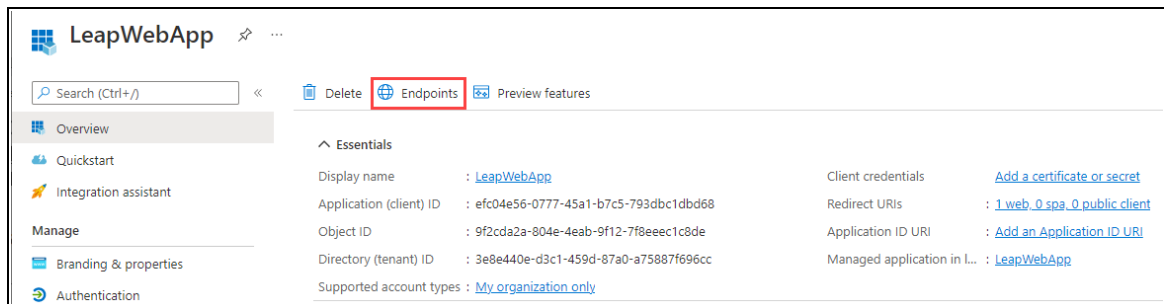 LeapWebApp
Search (Ctrl+/)
«
Delete
Endpoints
Preview features
Overview
Quickstart
Integration assistant
Manage
Branding & properties
Authentication
Essentials
Display name : LeapWebApp
Application (client) ID : efc04e56-0777-45a1-b7c5-793dbc1dbd68
Object ID : 9f2cda2a-804e-4eab-9f12-7f8eeec1c8de
Directory (tenant) ID : 3e8e440e-d3c1-459d-87a0-a75887f696cc
Supported account types : My organization only
Client credentials Add a certificate or secret
Redirect URIs : 1 web, 0 spa, 0 public client
Application ID URI : Add an Application ID URI
Managed application in l... : LeapWebApp